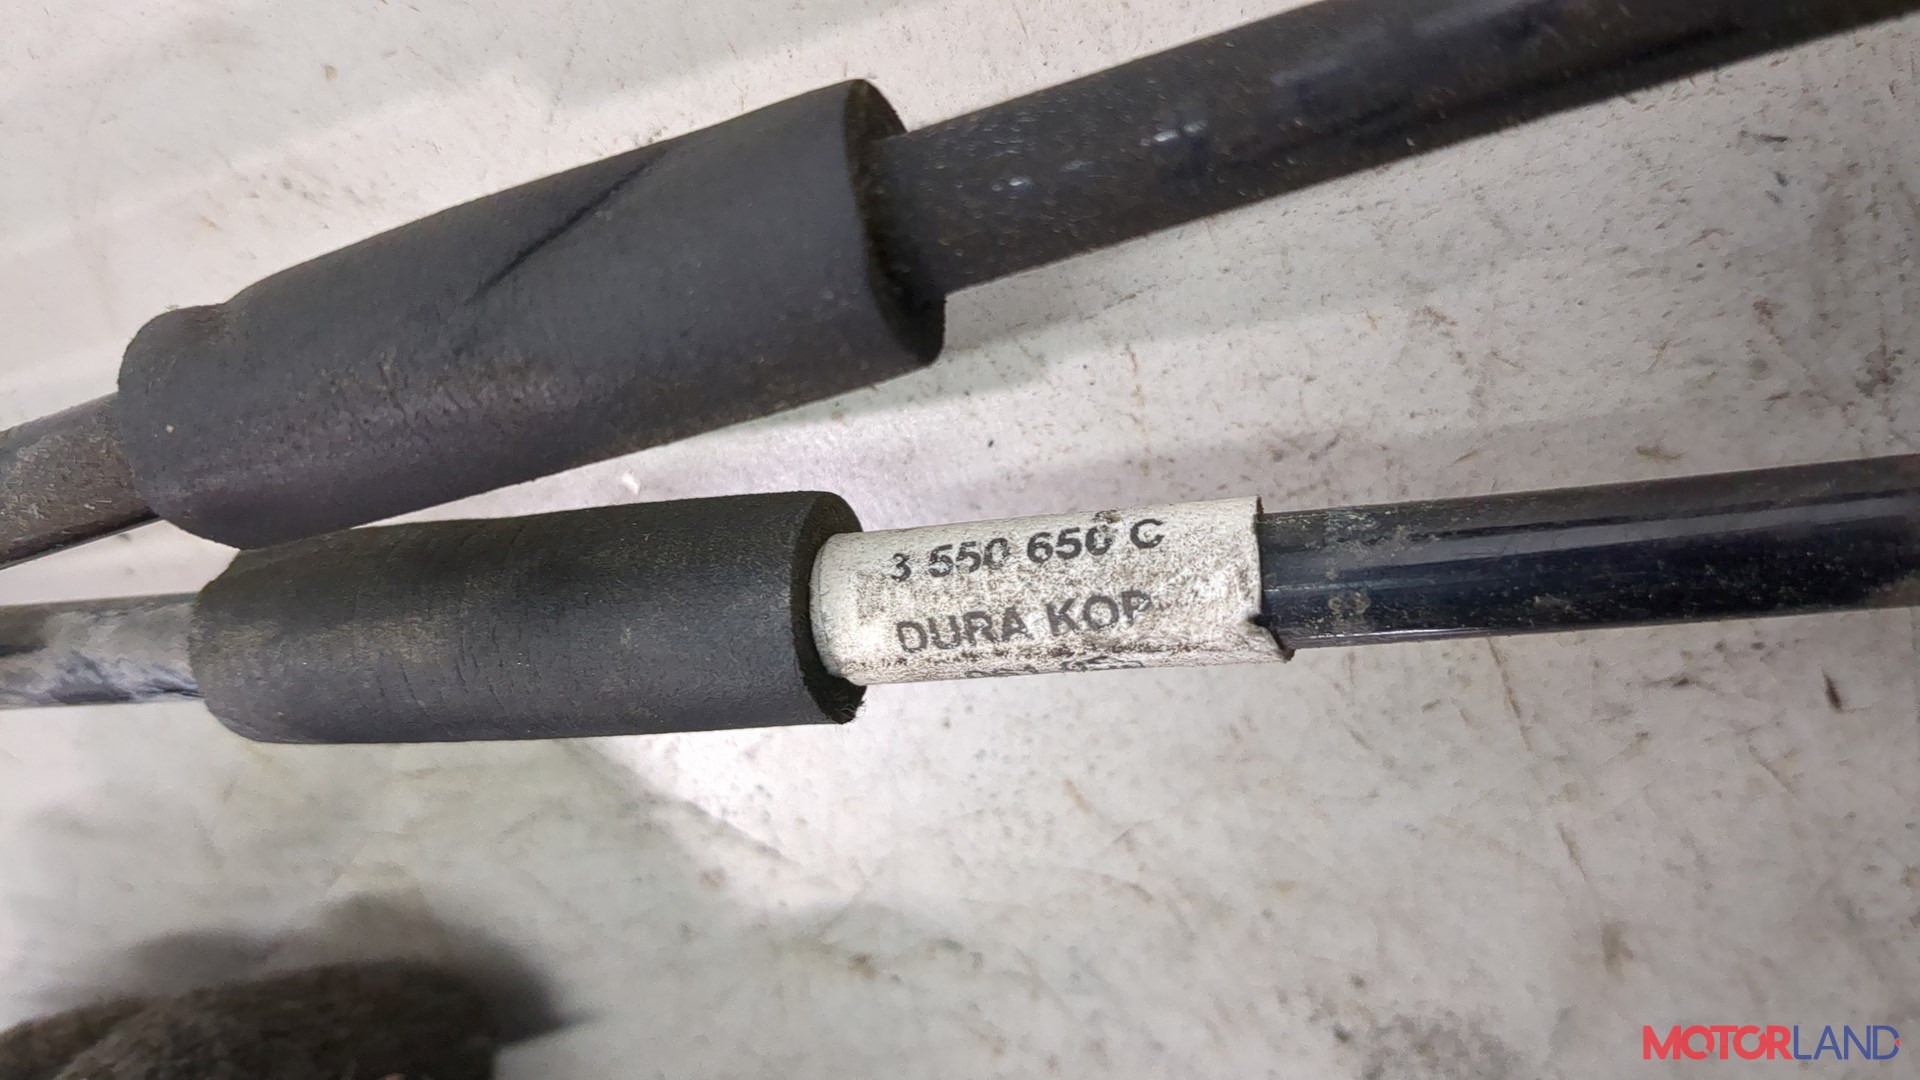 3 550 650 C
DURA KOP
MOTORLAND